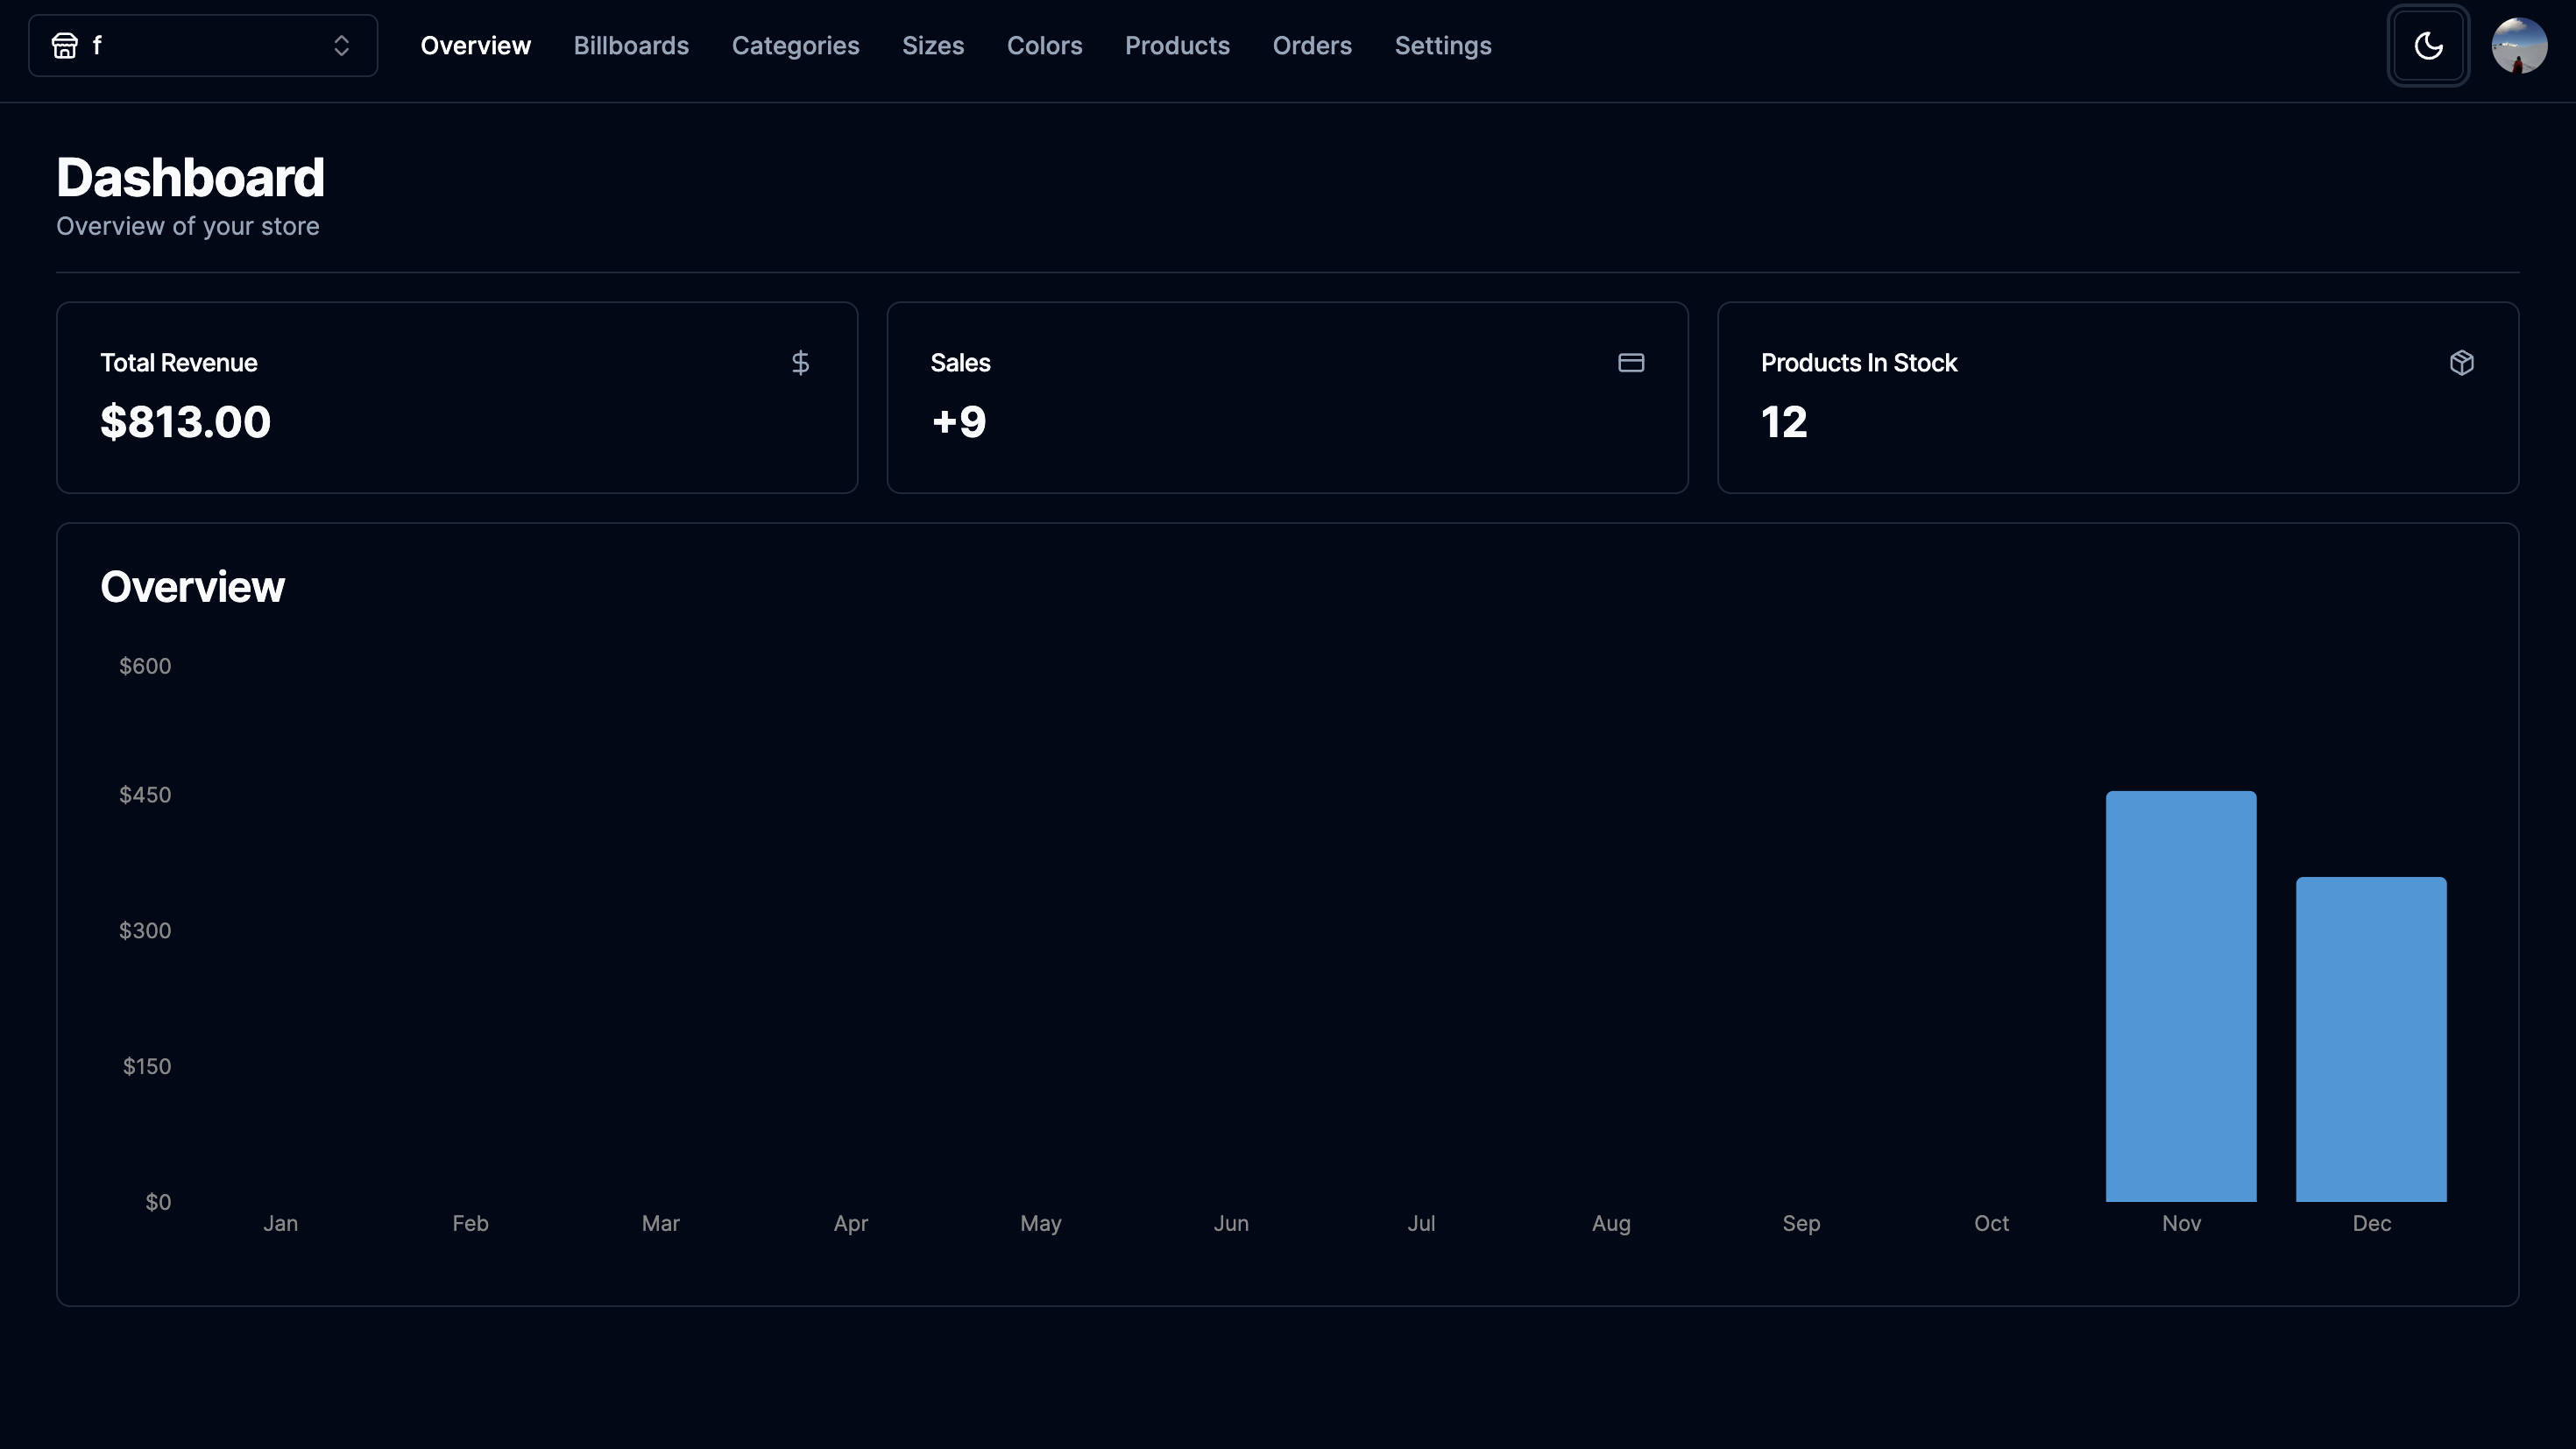 f Overview Billboards Categories Sizes Colors Products Orders Settings
Dashboard
Overview of your store
Total Revenue
$813.00
Sales
+9
Products In Stock
12
Overview
$600
$450
$300
$150
$0
Jan Feb Mar Apr May Jun Jul Aug Sep Oct Nov Dec